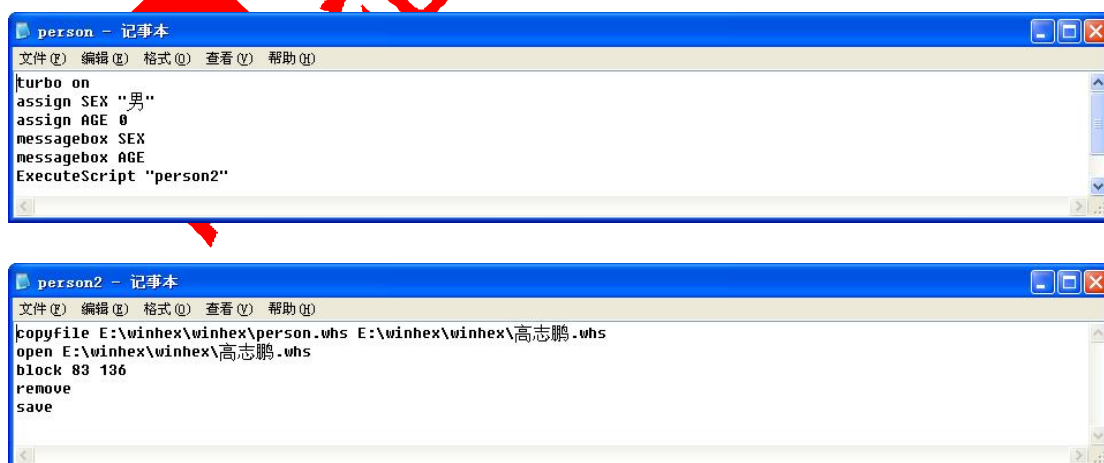 person - 记事本
文件(F) 编辑(E) 格式(O) 查看(V) 帮助(H)
turbo on
assign SEX "男"
assign AGE 0
messagebox SEX
messagebox AGE
ExecuteScript "person2"
person2 - 记事本
文件(F) 编辑(E) 格式(O) 查看(V) 帮助(H)
copyfile E:\winhex\winhex\person.whs E:\winhex\winhex\高志鹏.whs
open E:\winhex\winhex\高志鹏.whs
block 83 136
remove
save